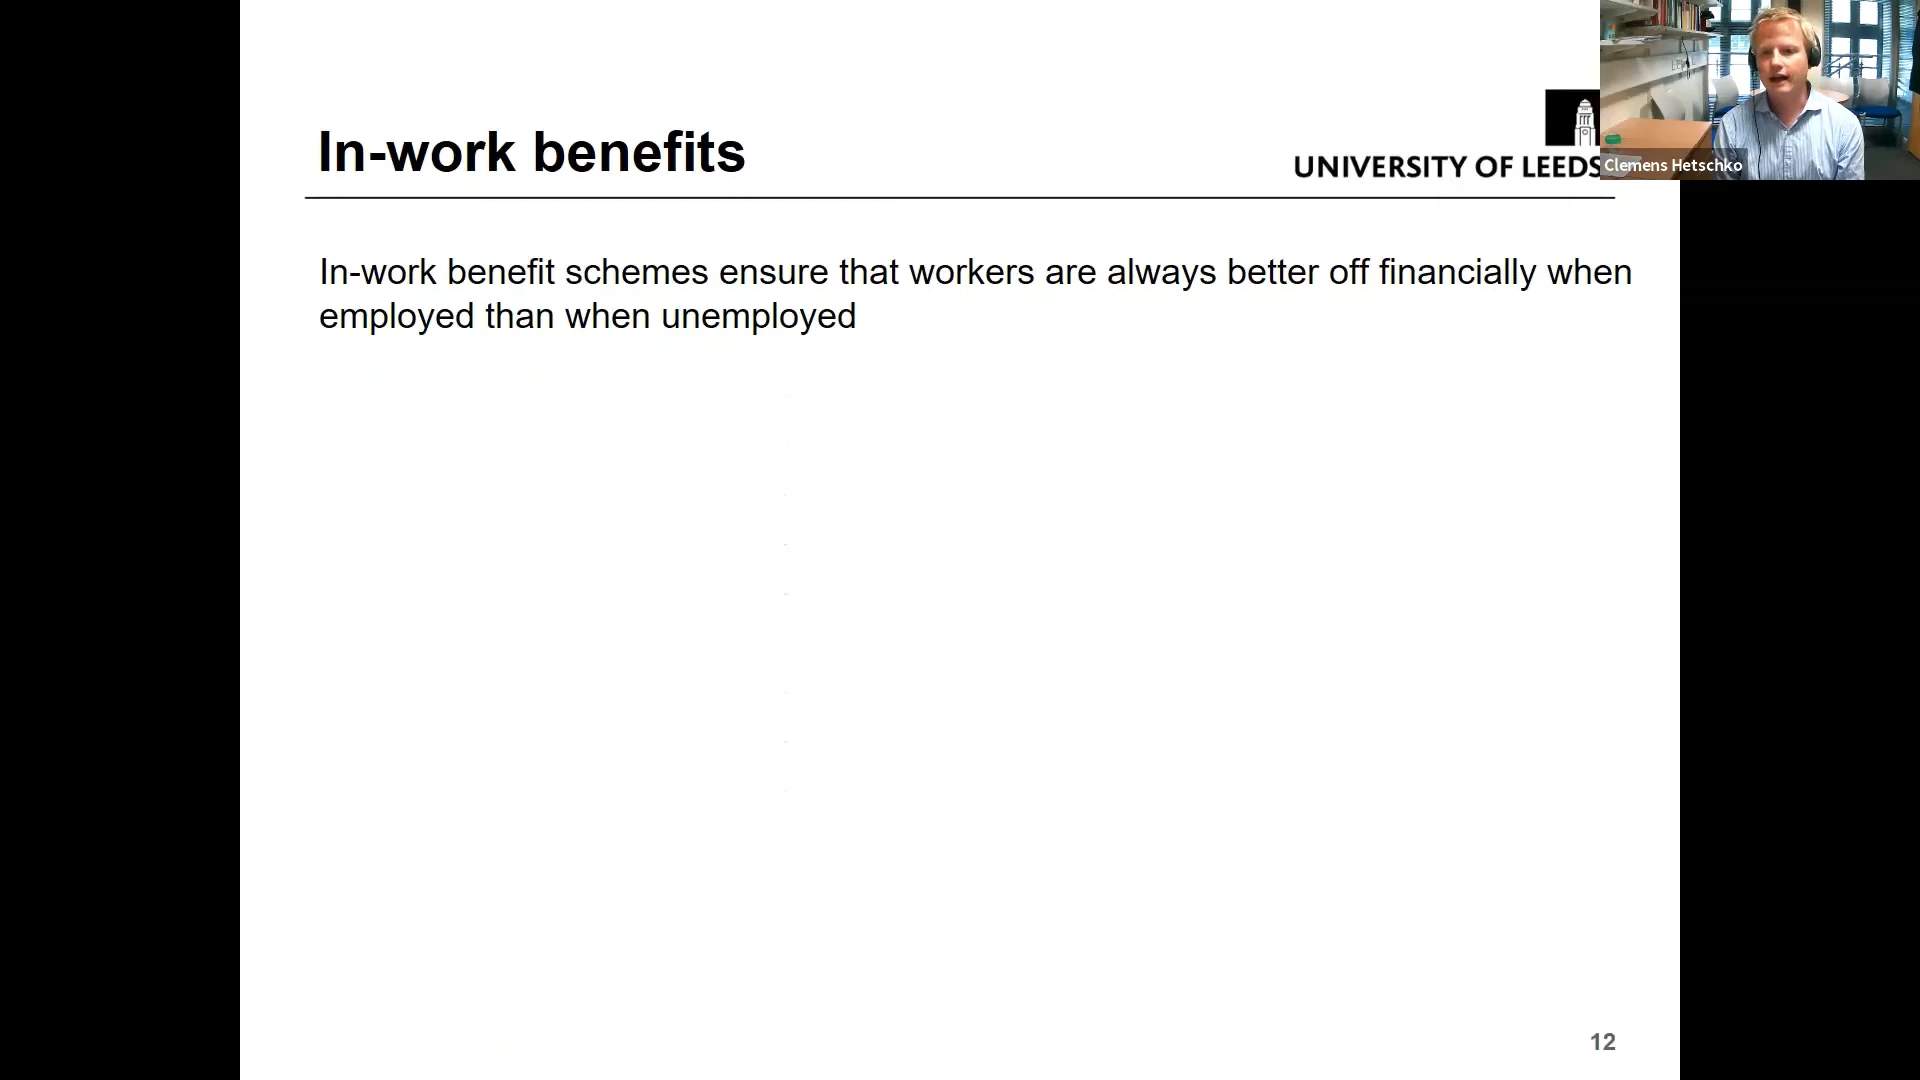 In-work benefits
UNIVERSITY OF LEEDS
Clemens Hetschko
In-work benefit schemes ensure that workers are always better off financially when
employed than when unemployed
12